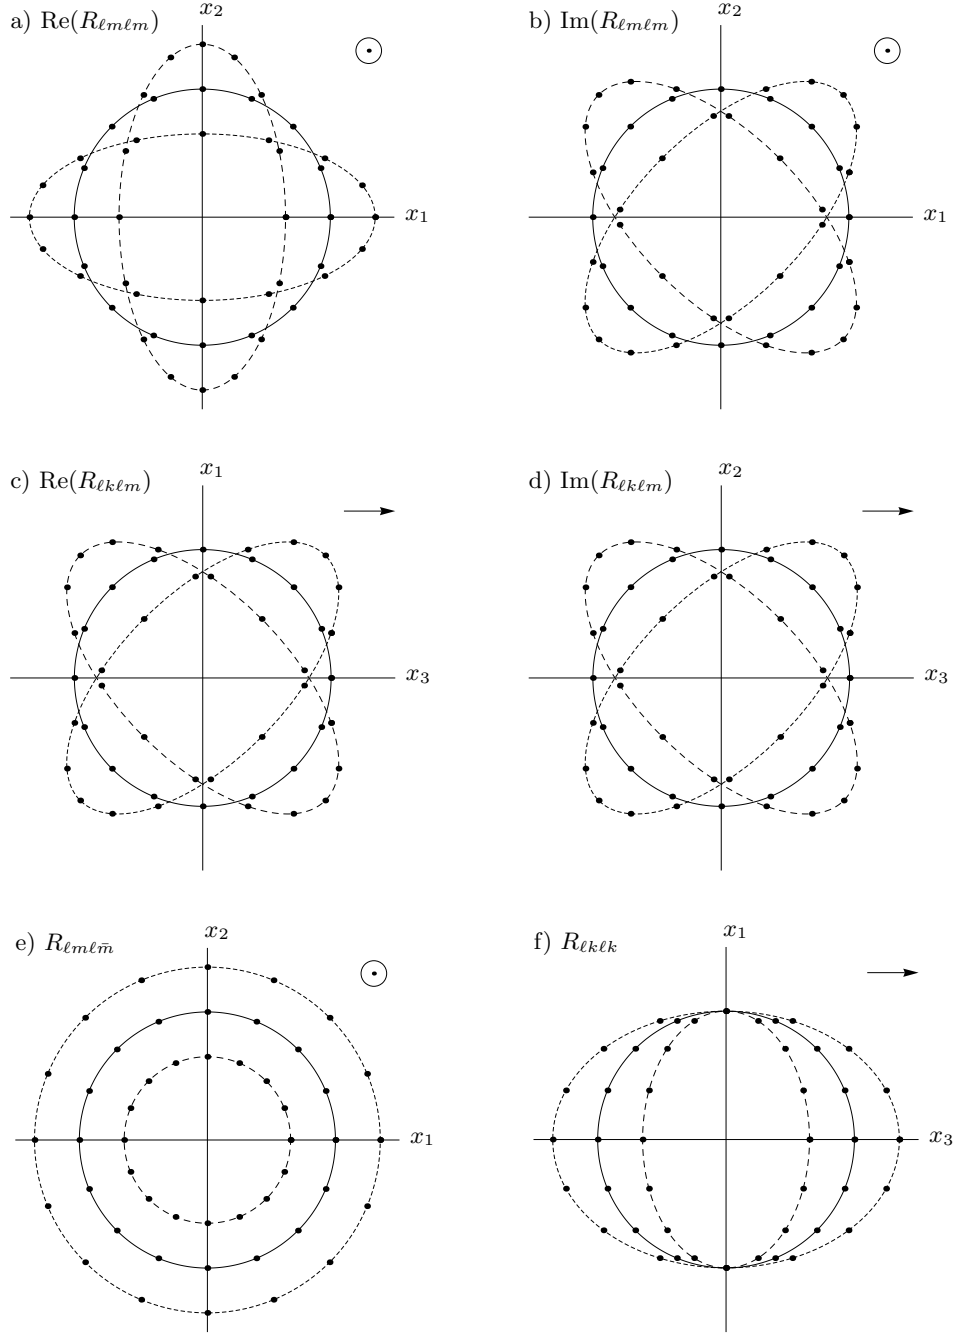 a) Re(R_{ℓmℓm})
x_2
x_1
b) Im(R_{ℓmℓm})
x_2
x_1
c) Re(R_{ℓkℓm})
x_1
x_3
d) Im(R_{ℓkℓm})
x_2
x_3
e) R_{ℓmℓm̄}
x_2
x_1
f) R_{ℓkℓk}
x_1
x_3